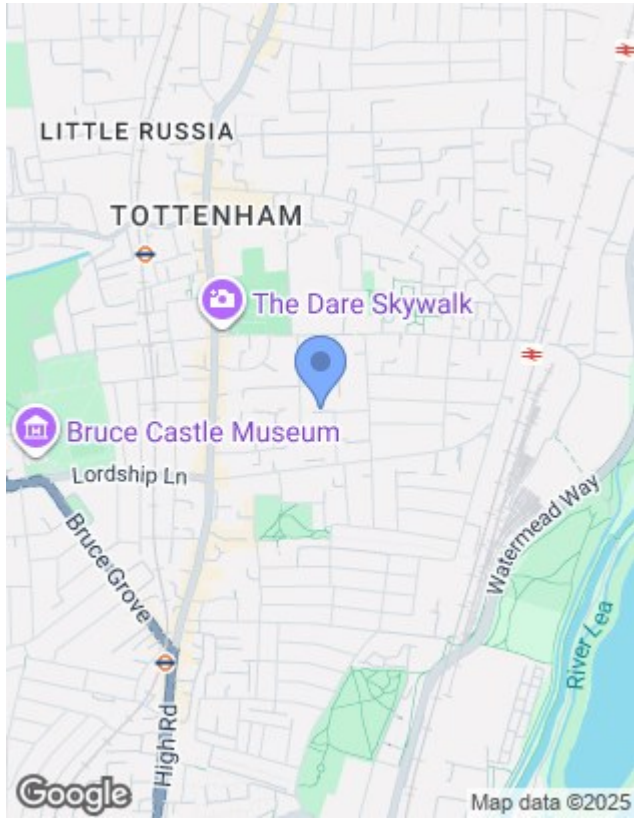 LITTLE RUSSIA
TOTTENHAM
The Dare Skywalk
Bruce Castle Museum
Lordship Ln
Bruce Grove
Watermead Way
River Lea
High Rd
Google
Map data ©2025